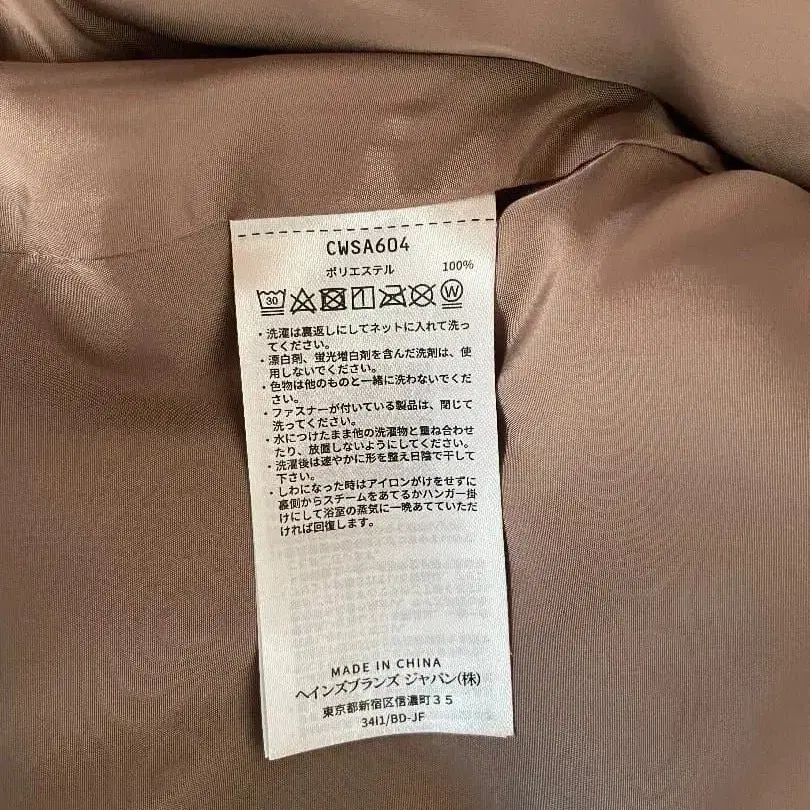 CWSA604
ポリエステル 100%
30 W
・洗濯は裏返しにしてネットに入れて洗っ
てください。
・漂白剤、蛍光増白剤を含んだ洗剤は、使
用しないでください。
・色物は他のものと一緒に洗わないでくだ
さい。
・ファスナーが付いている製品は、閉じて
洗ってください。
・水につけたまま他の洗濯物と重ね合わせ
たり、放置しないようにしてください。
・洗濯後は速やかに形を整え日陰で干して
下さい。
・しわになった時はアイロンがけをせずに
裏側からスチームをあてるかハンガー掛
けにして浴室の蒸気に一晩あてていただ
ければ回復します。
MADE IN CHINA
ヘインズブランズ ジャパン(株)
東京都新宿区信濃町３５
34I1/BD-JF